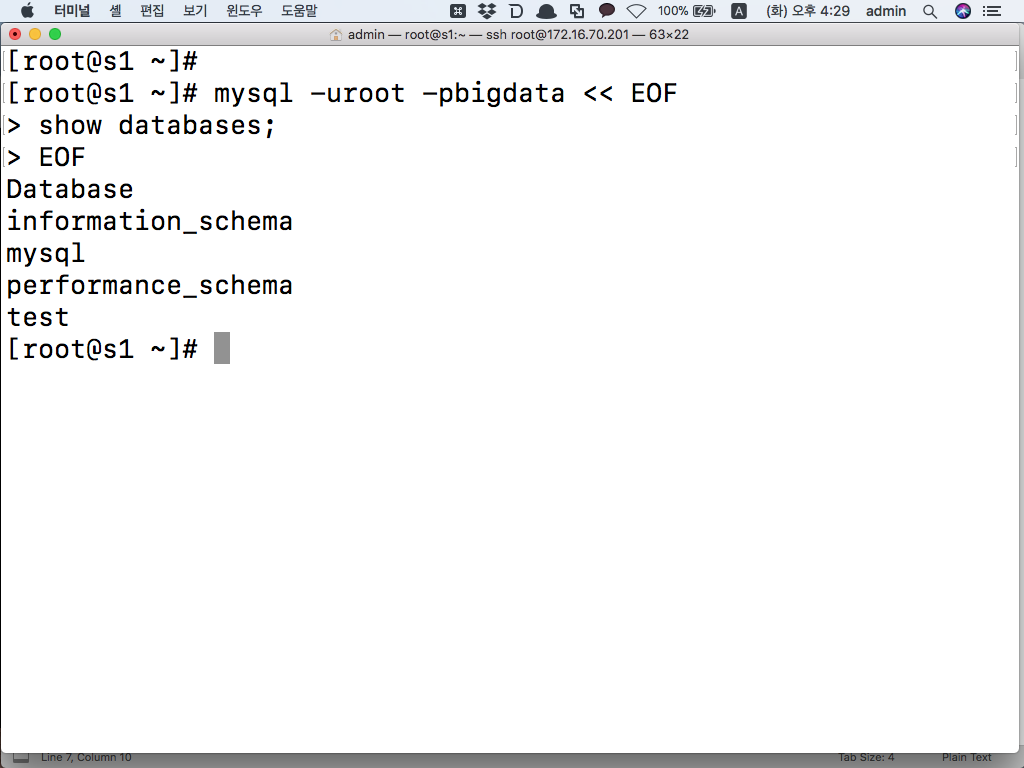 터미널 셸 편집 보기 윈도우 도움말 100% A (화) 오후 4:29 admin
admin — root@s1:~ — ssh root@172.16.70.201 — 63×22
[root@s1 ~]#
[root@s1 ~]# mysql -uroot -pbigdata << EOF
> show databases;
> EOF
Database
information_schema
mysql
performance_schema
test
[root@s1 ~]#
Line 7, Column 10 Tab Size: 4 Plain Text